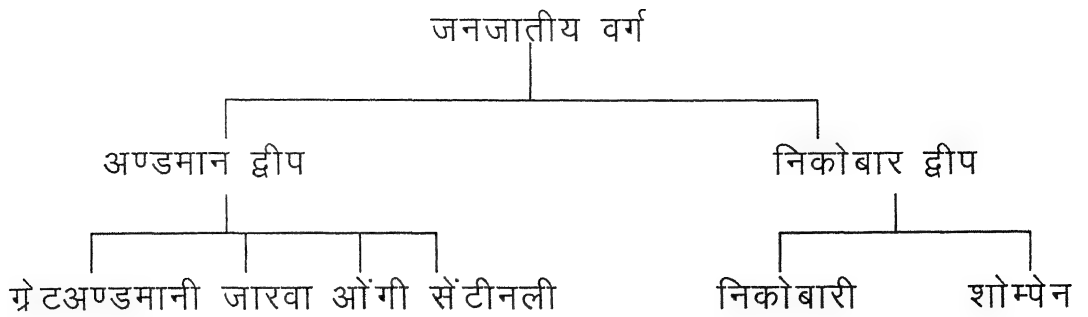 जनजातीय वर्ग
अण्डमान द्वीप निकोबार द्वीप
ग्रेटअण्डमानी जारवा ओंगी सेंटीनली निकोबारी शोम्पेन